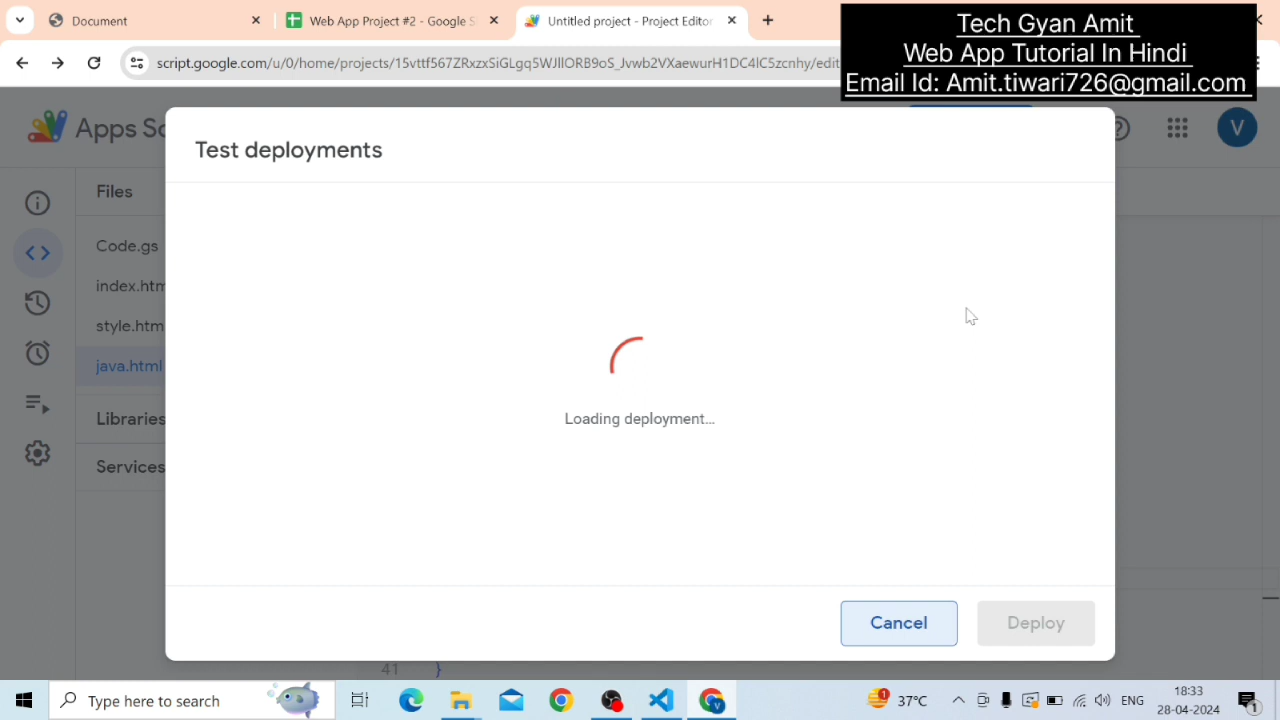 Document
Web App Project #2 - Google S
Untitled project - Project Editor
Tech Gyan Amit
Web App Tutorial In Hindi
Email Id: Amit.tiwari726@gmail.com
script.google.com/u/0/home/projects/15vttf567ZRxzxSiGLgq5WJIlORB9oS_Jvwb2VXaewurH1DC4lC5zcnhy/edit
Apps Sc
V
Test deployments
Files
Code.gs
index.htm
style.htm
java.html
Libraries
Services
Loading deployment...
Cancel
Deploy
41 }
Type here to search
1
V
37°C
ENG
18:33
28-04-2024
1